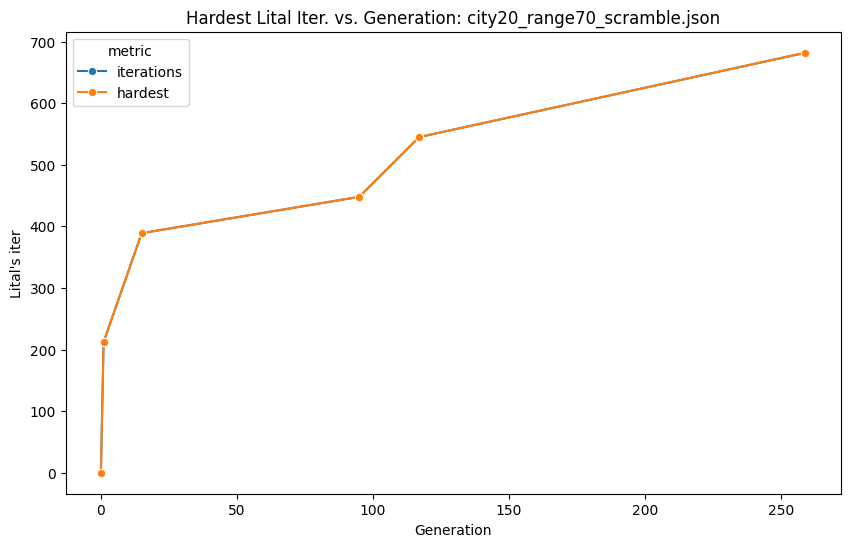 Hardest Lital Iter. vs. Generation: city20_range70_scramble.json
metric
iterations
hardest
Lital's iter
700
600
500
400
300
200
100
0
0 50 100 150 200 250
Generation